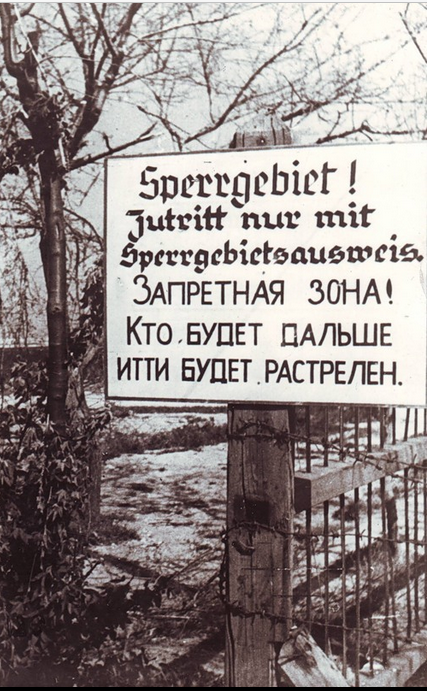 Sperrgebiet!
Zutritt nur mit
Sperrgebietsausweis.
ЗАПРЕТНАЯ ЗОНА!
КТО БУДЕТ ДАЛЬШЕ
ИТТИ БУДЕТ РАСТРЕЛЕН.